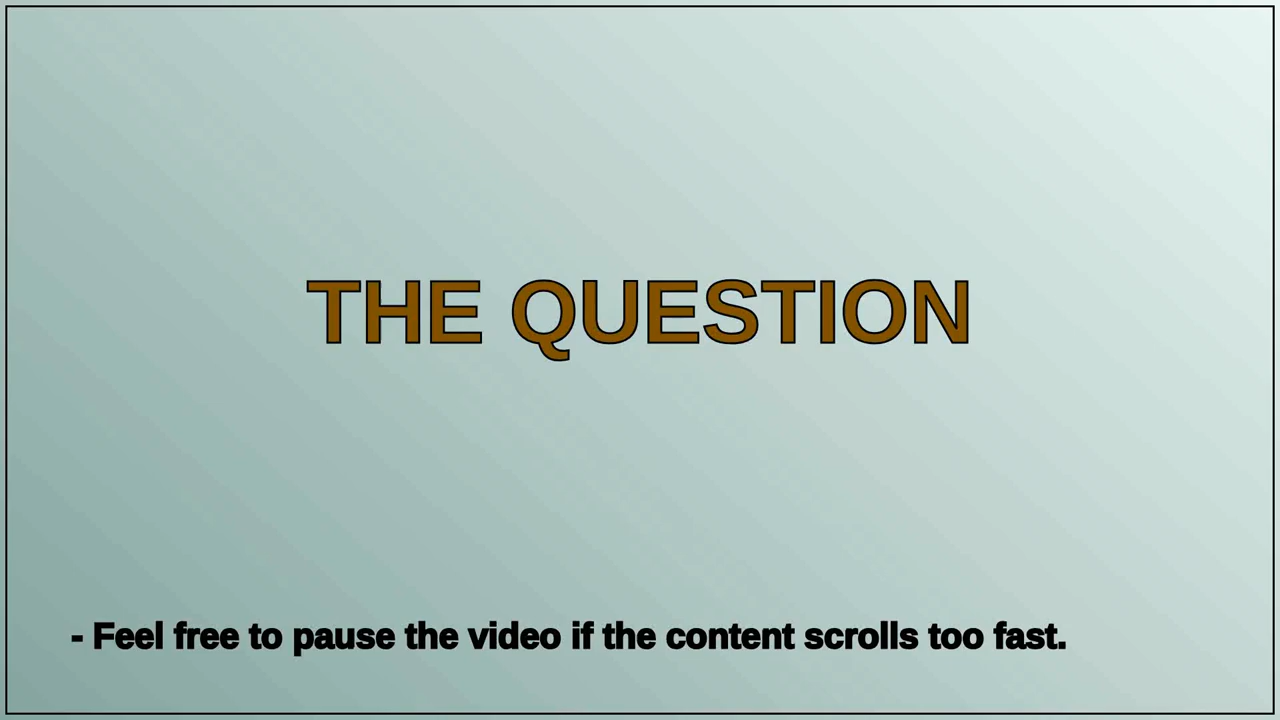 THE QUESTION
- Feel free to pause the video if the content scrolls too fast.